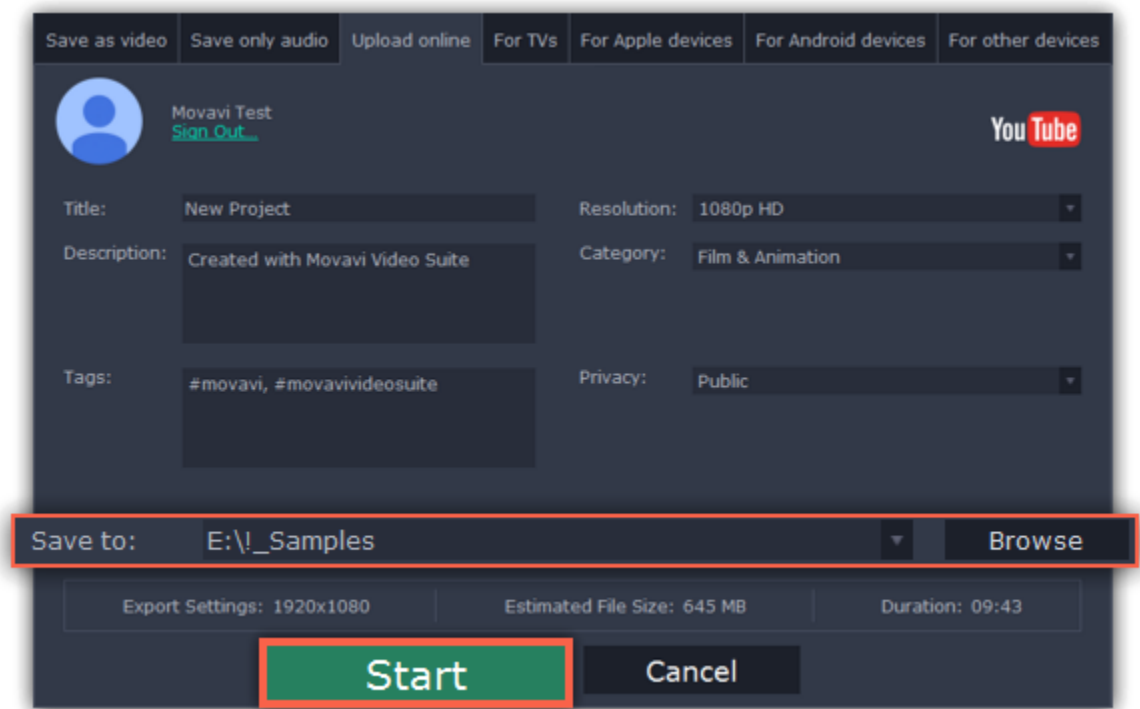 Save as video Save only audio Upload online For TVs For Apple devices For Android devices For other devices
Movavi Test
Sign Out...
YouTube
Title: New Project
Resolution: 1080p HD
Description: Created with Movavi Video Suite
Category: Film & Animation
Tags: #movavi, #movavivideosuite
Privacy: Public
Save to: E:\!_Samples Browse
Export Settings: 1920x1080 Estimated File Size: 645 MB Duration: 09:43
Start Cancel